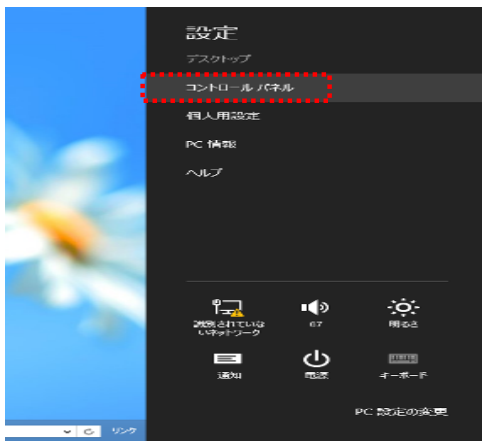 設定
デスクトップ
コントロール パネル
個人用設定
PC 情報
ヘルプ
識別されていな
いネットワーク
67
明るさ
通知
電源
キーボード
PC 設定の変更
リンク